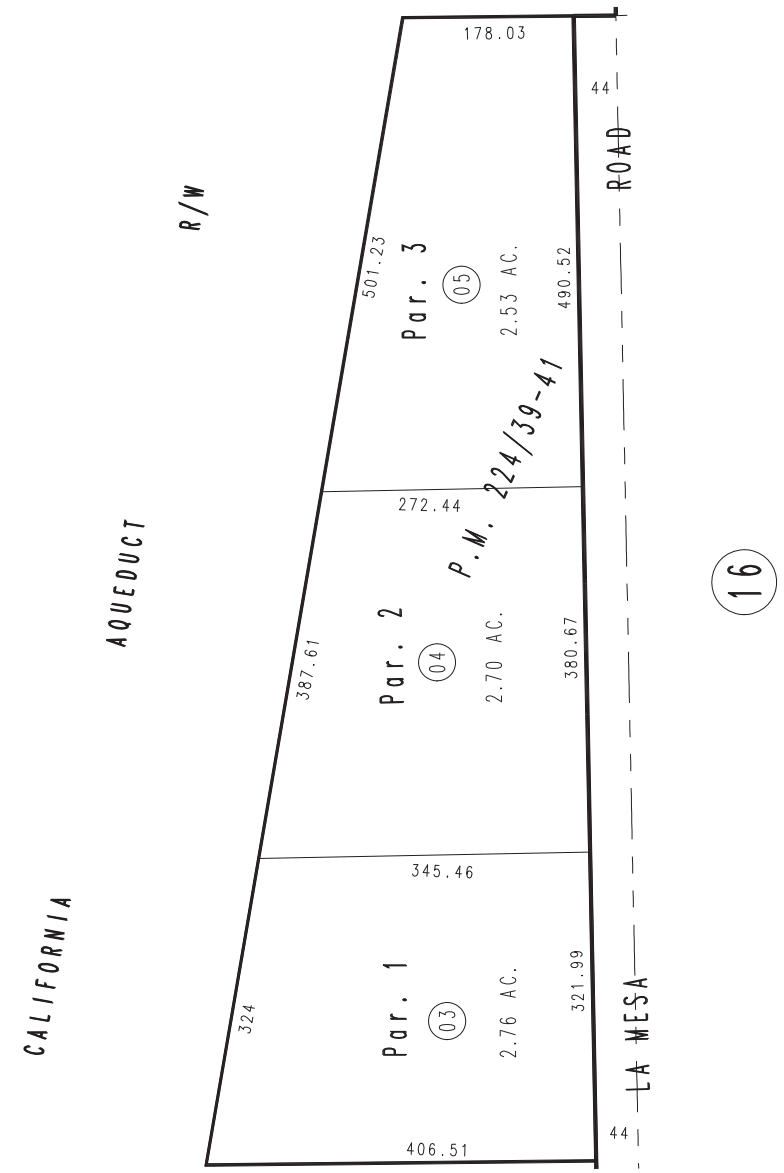 178.03
44
ROAD
R/W
501.23
Par. 3
05
2.53 AC.
490.52
P.M. 224/39-41
272.44
AQUEDUCT
16
387.61
Par. 2
04
2.70 AC.
380.67
345.46
CALIFORNIA
324
Par. 1
03
2.76 AC.
321.99
LA MESA
406.51
44